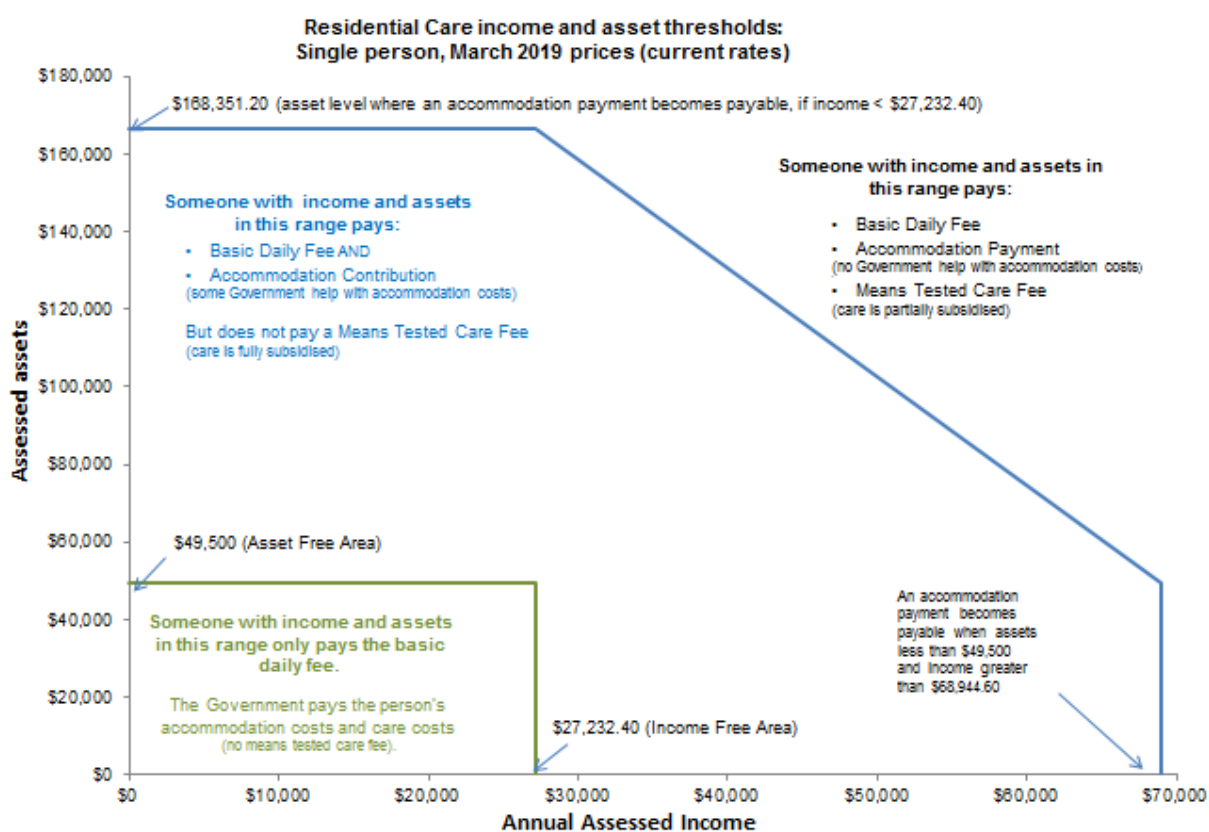 Residential Care income and asset thresholds:
Single person, March 2019 prices (current rates)
$180,000
$168,351.20 (asset level where an accommodation payment becomes payable, if income < $27,232.40)
$160,000
$140,000
$120,000
$100,000
$80,000
$60,000
$40,000
$20,000
$0
Assessed assets
Someone with income and assets
in this range pays:
▪ Basic Daily Fee AND
▪ Accommodation Contribution
(some Government help with accommodation costs)
But does not pay a Means Tested Care Fee
(care is fully subsidised)
Someone with income and assets in
this range pays:
▪ Basic Daily Fee
▪ Accommodation Payment
(no Government help with accommodation costs)
▪ Means Tested Care Fee
(care is partially subsidised)
$49,500 (Asset Free Area)
Someone with income and assets
in this range only pays the basic
daily fee.
The Government pays the person's
accommodation costs and care costs
(no means tested care fee).
$27,232.40 (Income Free Area)
An accommodation
payment becomes
payable when assets
less than $49,500
and Income greater
than $68,944.60
$0
$10,000
$20,000
$30,000
$40,000
$50,000
$60,000
$70,000
Annual Assessed Income